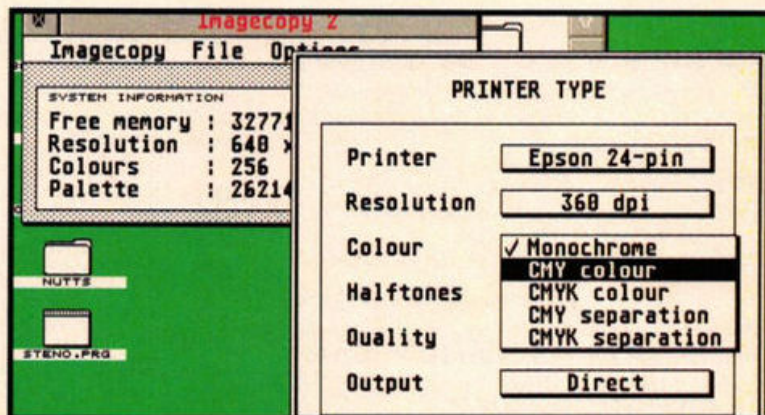 Imagecopy 2
Imagecopy File Options
SYSTEM INFORMATION
Free memory : 32771
Resolution : 640 x
Colours : 256
Palette : 26214
NUTTS
STENO.PRG
PRINTER TYPE
Printer Epson 24-pin
Resolution 360 dpi
Colour ✓ Monochrome
CMY colour
Halftones CMYK colour
CMY separation
Quality CMYK separation
Output Direct